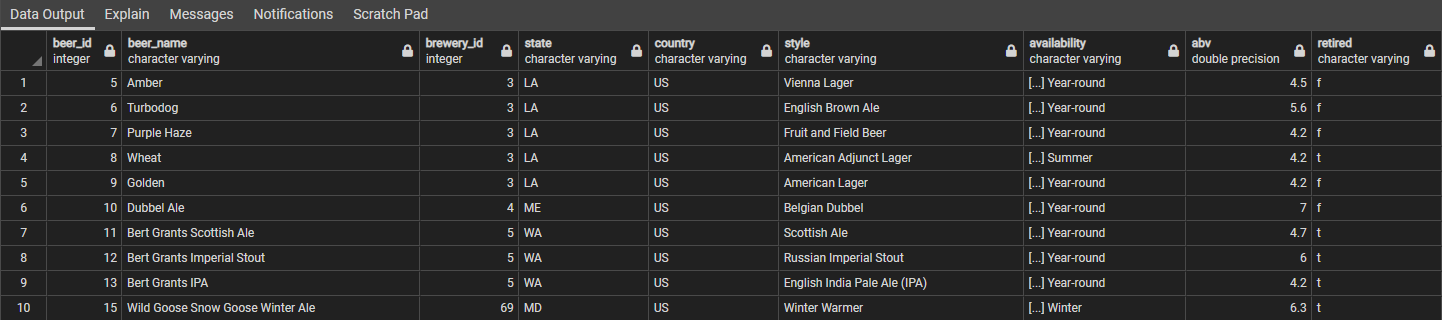 Data Output Explain Messages Notifications Scratch Pad
beer_id beer_name brewery_id state country style availability abv retired
integer character varying integer character varying character varying character varying character varying double precision character varying
1 5 Amber 3 LA US Vienna Lager [...] Year-round 4.5 f
2 6 Turbodog 3 LA US English Brown Ale [...] Year-round 5.6 f
3 7 Purple Haze 3 LA US Fruit and Field Beer [...] Year-round 4.2 f
4 8 Wheat 3 LA US American Adjunct Lager [...] Summer 4.2 t
5 9 Golden 3 LA US American Lager [...] Year-round 4.2 f
6 10 Dubbel Ale 4 ME US Belgian Dubbel [...] Year-round 7 f
7 11 Bert Grants Scottish Ale 5 WA US Scottish Ale [...] Year-round 4.7 t
8 12 Bert Grants Imperial Stout 5 WA US Russian Imperial Stout [...] Year-round 6 t
9 13 Bert Grants IPA 5 WA US English India Pale Ale (IPA) [...] Year-round 4.2 t
10 15 Wild Goose Snow Goose Winter Ale 69 MD US Winter Warmer [...] Winter 6.3 t